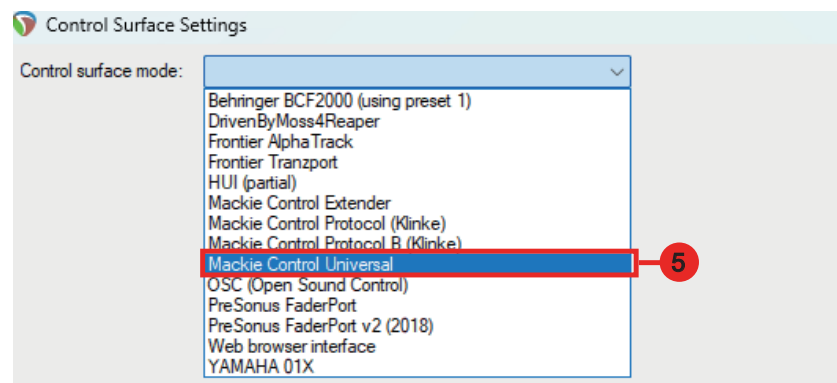 Control Surface Settings
Control surface mode:
Behringer BCF2000 (using preset 1)
DrivenByMoss4Reaper
Frontier AlphaTrack
Frontier Tranzport
HUI (partial)
Mackie Control Extender
Mackie Control Protocol (Klinke)
Mackie Control Protocol B (Klinke)
Mackie Control Universal
5
OSC (Open Sound Control)
PreSonus FaderPort
PreSonus FaderPort v2 (2018)
Web browser interface
YAMAHA 01X